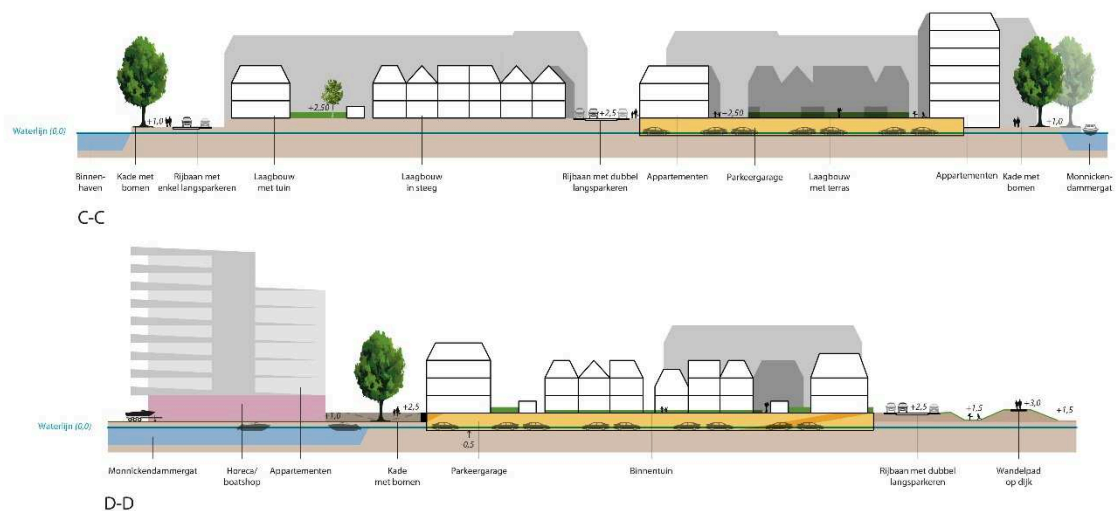 +2.50
+1,0
+2,5
-2,50
+1,0
Waterlijn (0,0)
Binnen-
haven
Kade met
bomen
Rijbaan met
enkel langsparkeren
Laagbouw
met tuin
Laagbouw
in steeg
Rijbaan met dubbel
langsparkeren
Appartementen
Parkeergarage
Laagbouw
met terras
Appartementen
Kade met
bomen
Monnicken-
dammergat
C-C
+1,0
+2,5
+2,5
+1,5
+3,0
+1,5
Waterlijn (0,0)
0,5
Monnickendammergat
Horeca/
boatshop
Appartementen
Kade
met bomen
Parkeergarage
Binnentuin
Rijbaan met dubbel
langsparkeren
Wandelpad
op dijk
D-D